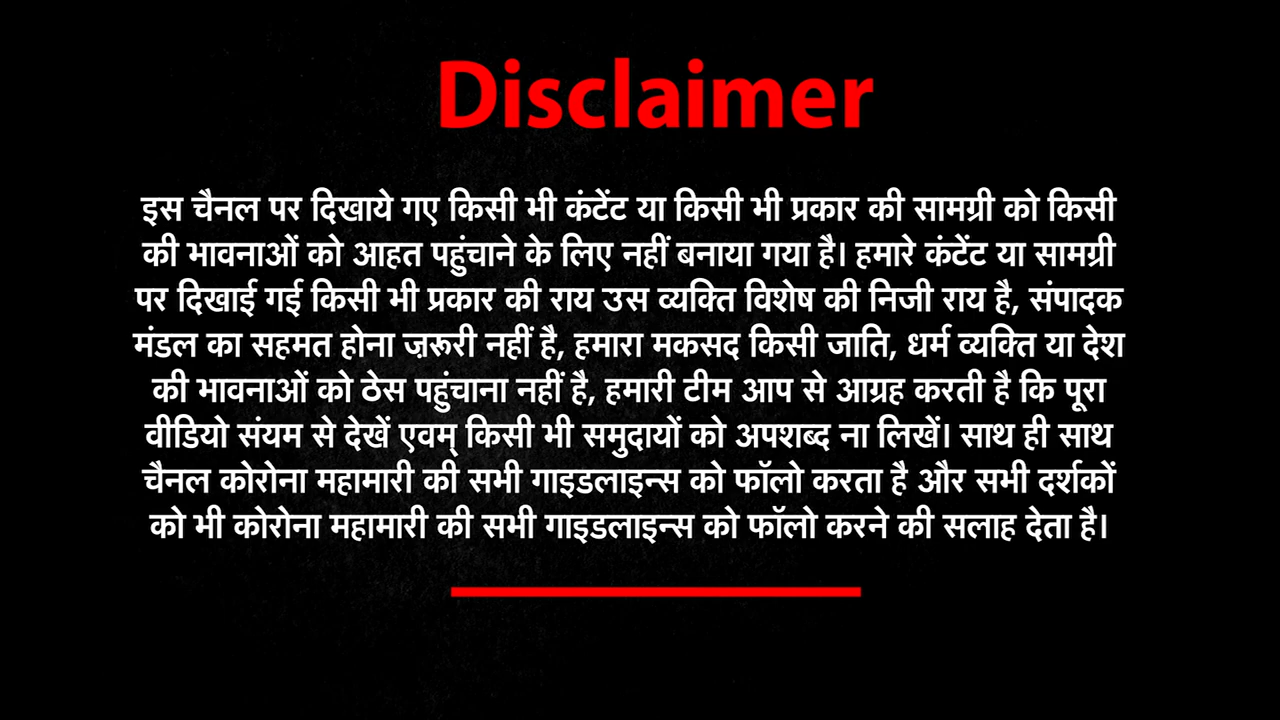 Disclaimer
इस चैनल पर दिखाये गए किसी भी कंटेंट या किसी भी प्रकार की सामग्री को किसी
की भावनाओं को आहत पहुंचाने के लिए नहीं बनाया गया है। हमारे कंटेंट या सामग्री
पर दिखाई गई किसी भी प्रकार की राय उस व्यक्ति विशेष की निजी राय है, संपादक
मंडल का सहमत होना ज़रूरी नहीं है, हमारा मकसद किसी जाति, धर्म व्यक्ति या देश
की भावनाओं को ठेस पहुंचाना नहीं है, हमारी टीम आप से आग्रह करती है कि पूरा
वीडियो संयम से देखें एवम् किसी भी समुदायों को अपशब्द ना लिखें। साथ ही साथ
चैनल कोरोना महामारी की सभी गाइडलाइन्स को फॉलो करता है और सभी दर्शकों
को भी कोरोना महामारी की सभी गाइडलाइन्स को फॉलो करने की सलाह देता है।